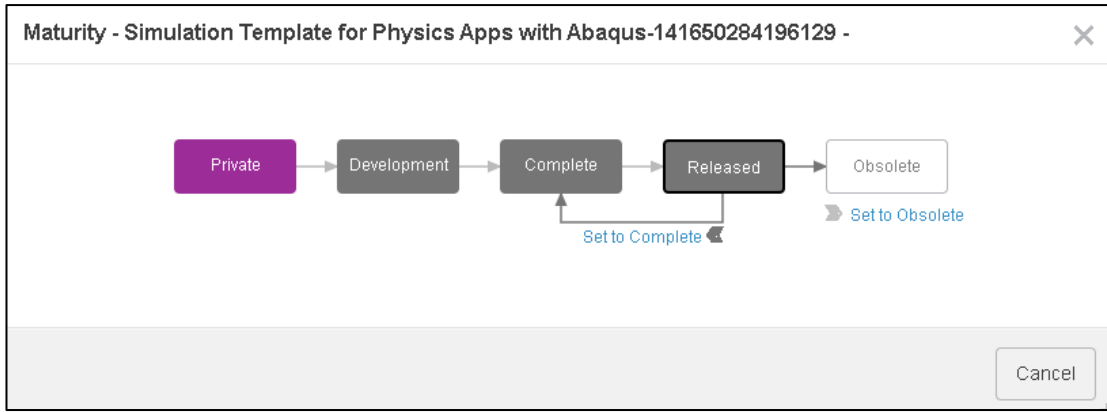 Maturity - Simulation Template for Physics Apps with Abaqus-141650284196129 -
Private
Development
Complete
Released
Obsolete
Set to Obsolete
Set to Complete
Cancel